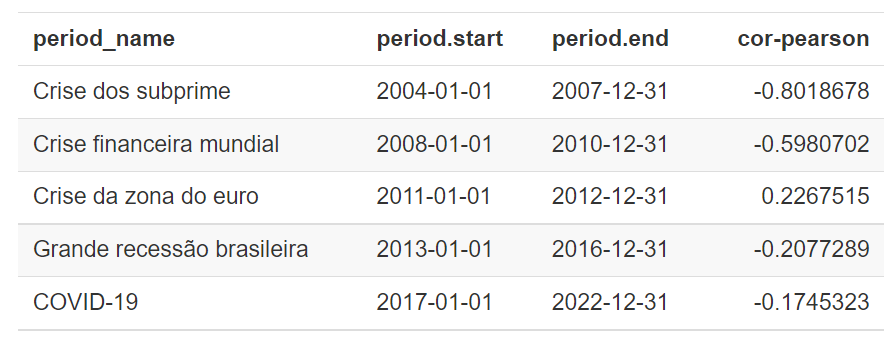 period_name period.start period.end cor-pearson
Crise dos subprime 2004-01-01 2007-12-31 -0.8018678
Crise financeira mundial 2008-01-01 2010-12-31 -0.5980702
Crise da zona do euro 2011-01-01 2012-12-31 0.2267515
Grande recessão brasileira 2013-01-01 2016-12-31 -0.2077289
COVID-19 2017-01-01 2022-12-31 -0.1745323